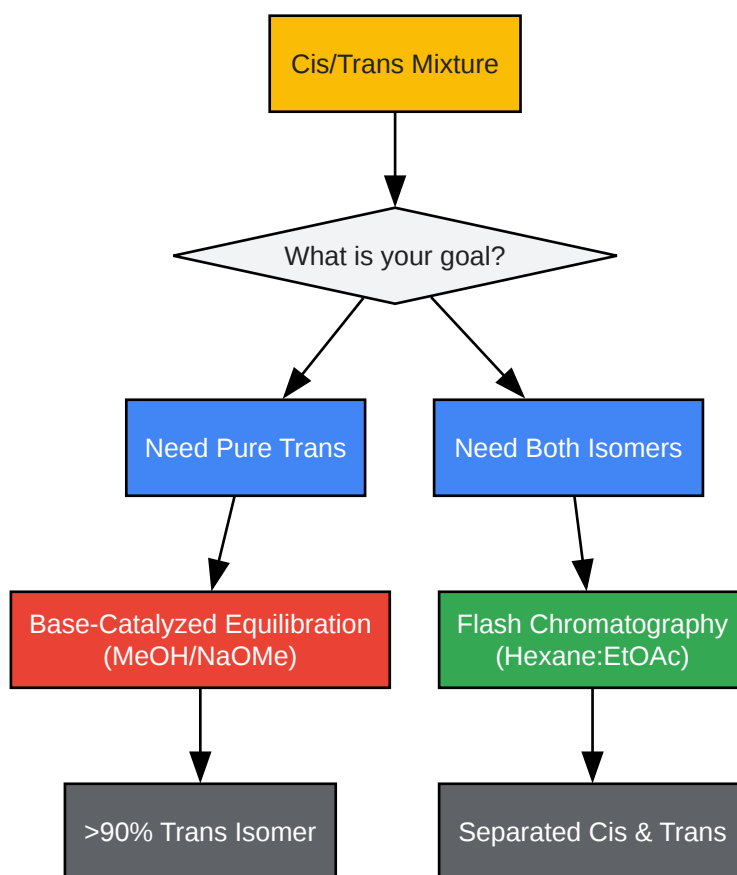 Cis/Trans Mixture
What is your goal?
Need Pure Trans
Need Both Isomers
Base-Catalyzed Equilibration
(MeOH/NaOMe)
Flash Chromatography
(Hexane:EtOAc)
>90% Trans Isomer
Separated Cis & Trans